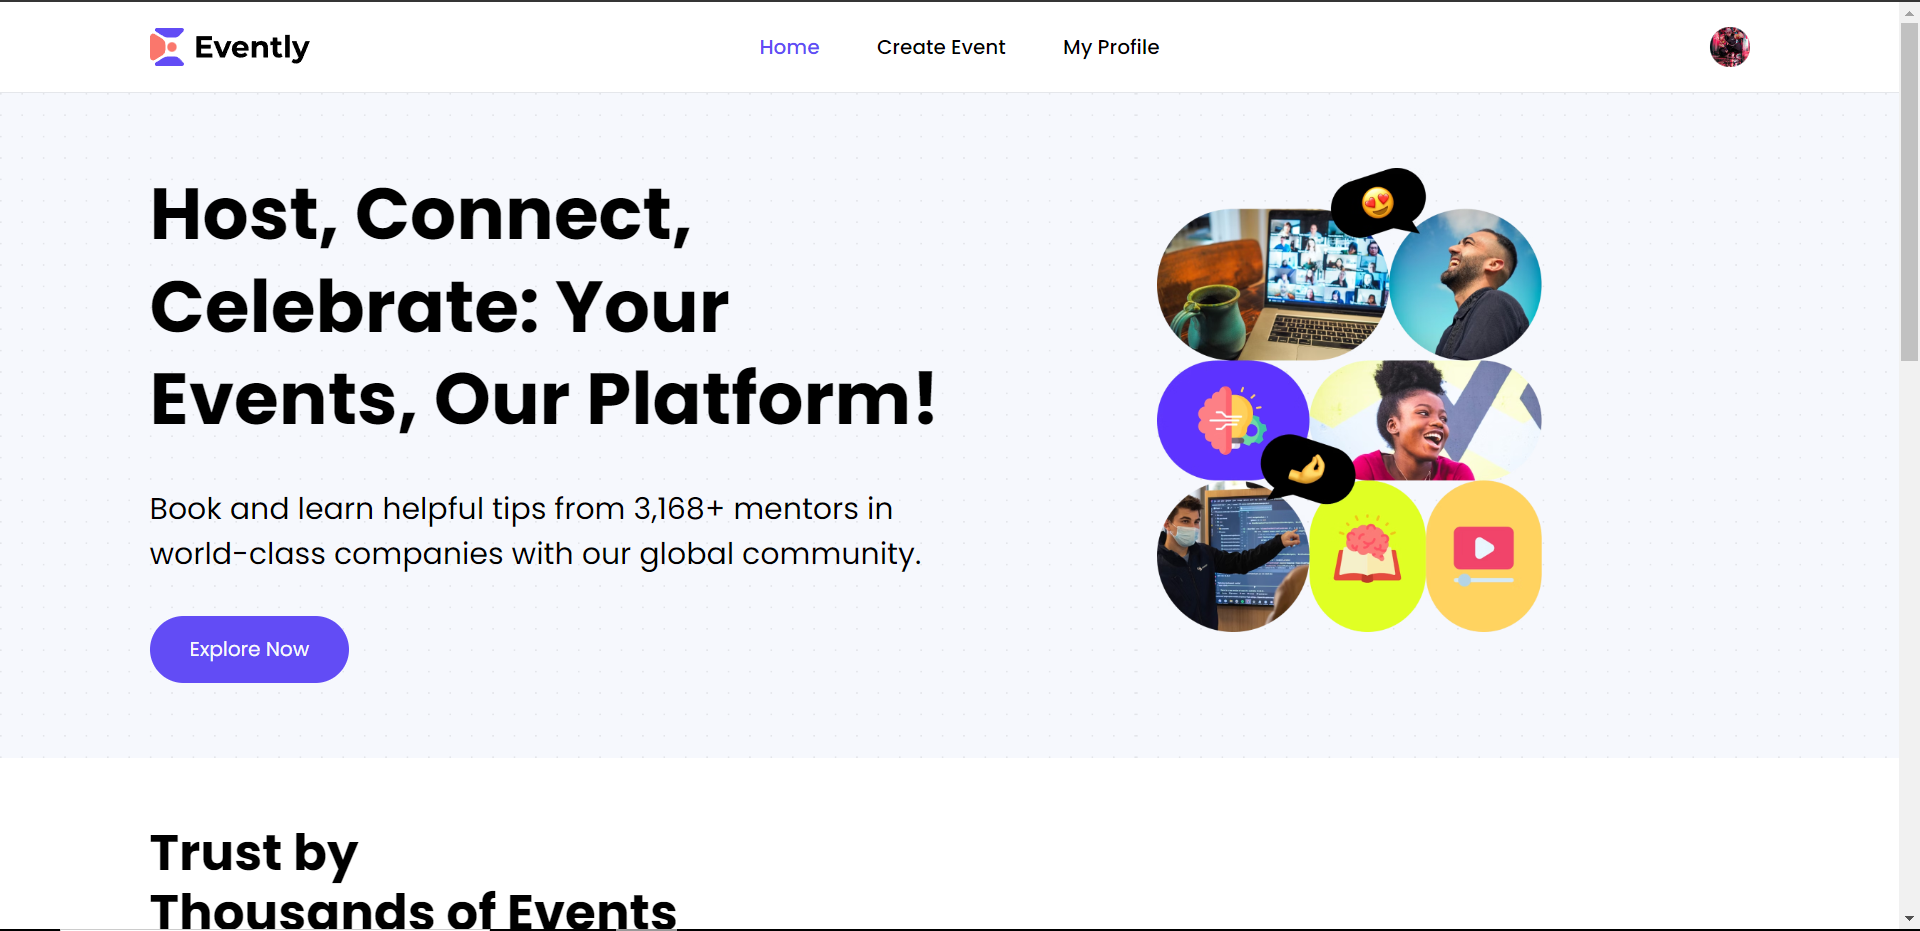 Evently
Home
Create Event
My Profile
Host, Connect,
Celebrate: Your
Events, Our Platform!
Book and learn helpful tips from 3,168+ mentors in
world-class companies with our global community.
Explore Now
Trust by
Thousands of Events